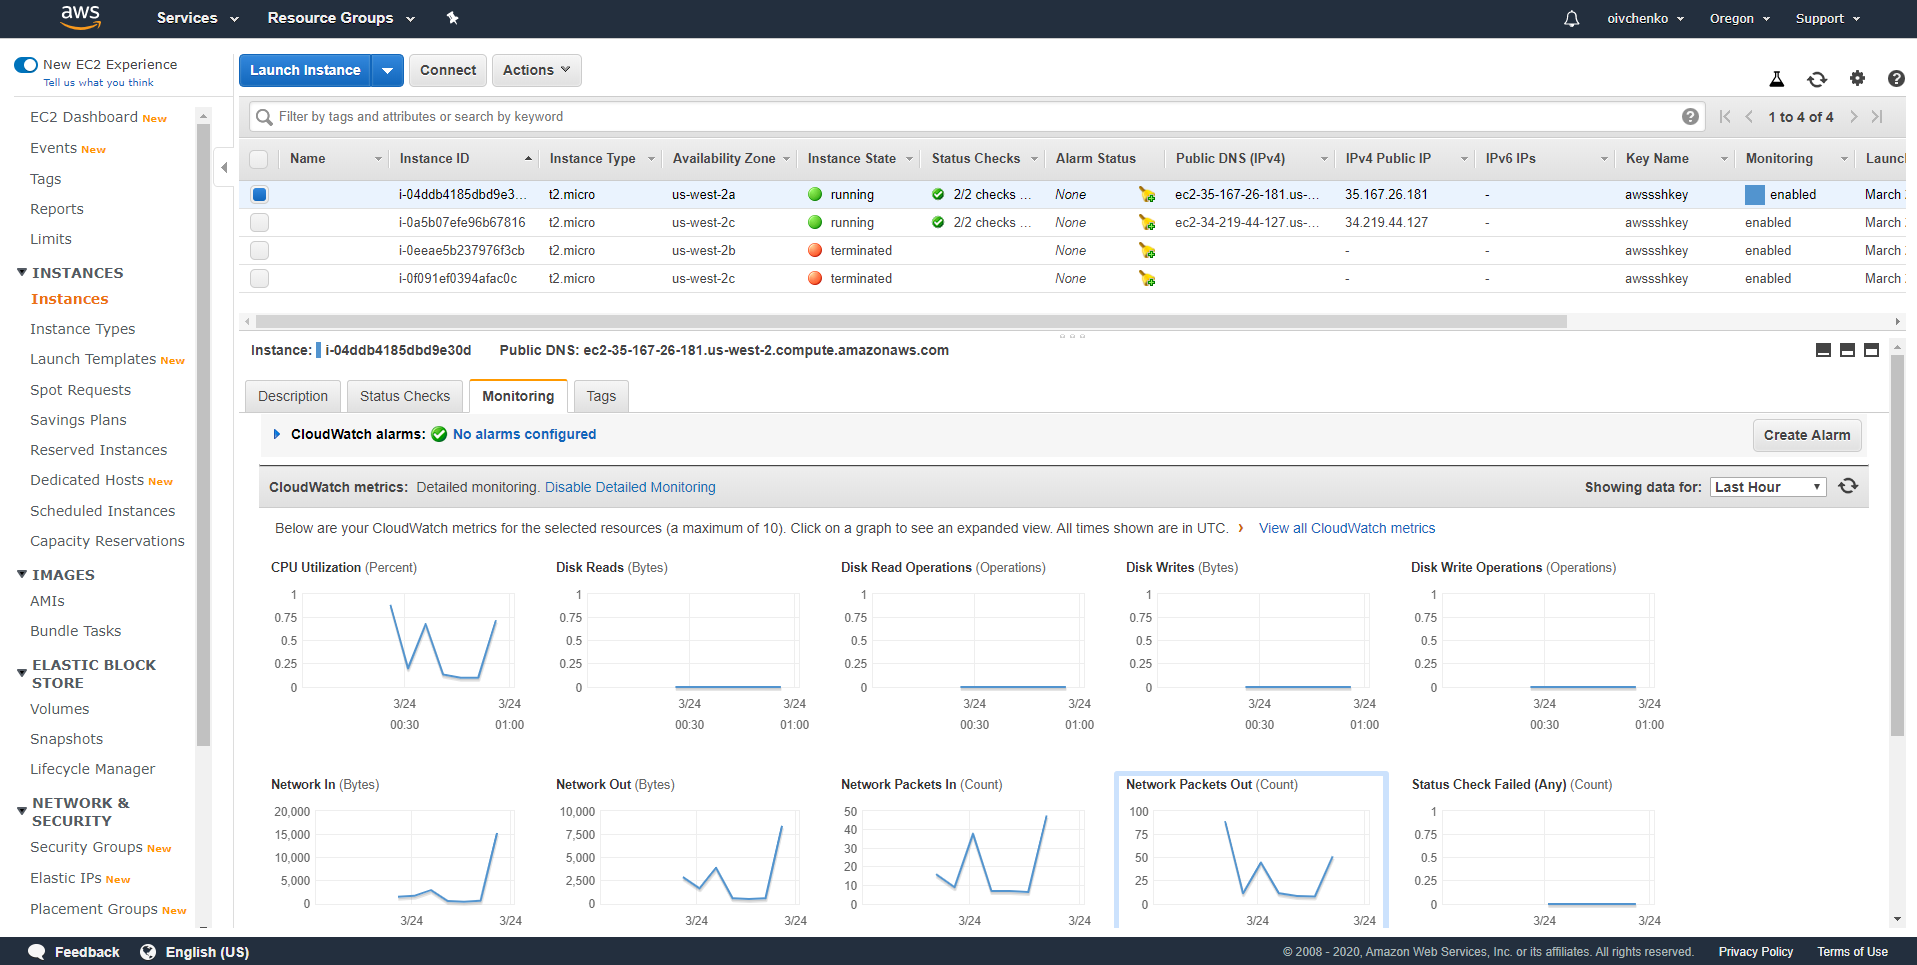 aws Services Resource Groups oivchenko Oregon Support
New EC2 Experience
Tell us what you think
EC2 Dashboard New
Events New
Tags
Reports
Limits
INSTANCES
Instances
Instance Types
Launch Templates New
Spot Requests
Savings Plans
Reserved Instances
Dedicated Hosts New
Scheduled Instances
Capacity Reservations
IMAGES
AMIs
Bundle Tasks
ELASTIC BLOCK
STORE
Volumes
Snapshots
Lifecycle Manager
NETWORK &
SECURITY
Security Groups New
Elastic IPs New
Placement Groups New
Launch Instance Connect Actions
Filter by tags and attributes or search by keyword 1 to 4 of 4
Name Instance ID Instance Type Availability Zone Instance State Status Checks Alarm Status Public DNS (IPv4) IPv4 Public IP IPv6 IPs Key Name Monitoring Launc
i-04ddb4185dbd9e3... t2.micro us-west-2a running 2/2 checks ... None ec2-35-167-26-181.us-... 35.167.26.181 - awssshkey enabled March
i-0a5b07efe96b67816 t2.micro us-west-2c running 2/2 checks ... None ec2-34-219-44-127.us-... 34.219.44.127 - awssshkey enabled March
i-0eeae5b237976f3cb t2.micro us-west-2b terminated None - - awssshkey enabled March
i-0f091ef0394afac0c t2.micro us-west-2c terminated None - - awssshkey enabled March
Instance: i-04ddb4185dbd9e30d Public DNS: ec2-35-167-26-181.us-west-2.compute.amazonaws.com
Description Status Checks Monitoring Tags
CloudWatch alarms: No alarms configured Create Alarm
CloudWatch metrics: Detailed monitoring. Disable Detailed Monitoring Showing data for: Last Hour
Below are your CloudWatch metrics for the selected resources (a maximum of 10). Click on a graph to see an expanded view. All times shown are in UTC. View all CloudWatch metrics
CPU Utilization (Percent)
1
0.75
0.5
0.25
0
3/24 3/24
00:30 01:00
Disk Reads (Bytes)
1
0.75
0.5
0.25
0
3/24 3/24
00:30 01:00
Disk Read Operations (Operations)
1
0.75
0.5
0.25
0
3/24 3/24
00:30 01:00
Disk Writes (Bytes)
1
0.75
0.5
0.25
0
3/24 3/24
00:30 01:00
Disk Write Operations (Operations)
1
0.75
0.5
0.25
0
3/24 3/24
00:30 01:00
Network In (Bytes)
20,000
15,000
10,000
5,000
0
3/24 3/24
Network Out (Bytes)
10,000
7,500
5,000
2,500
0
3/24 3/24
Network Packets In (Count)
50
40
30
20
10
0
3/24 3/24
Network Packets Out (Count)
100
75
50
25
0
3/24 3/24
Status Check Failed (Any) (Count)
1
0.75
0.5
0.25
0
3/24 3/24
Feedback English (US) © 2008 - 2020, Amazon Web Services, Inc. or its affiliates. All rights reserved. Privacy Policy Terms of Use